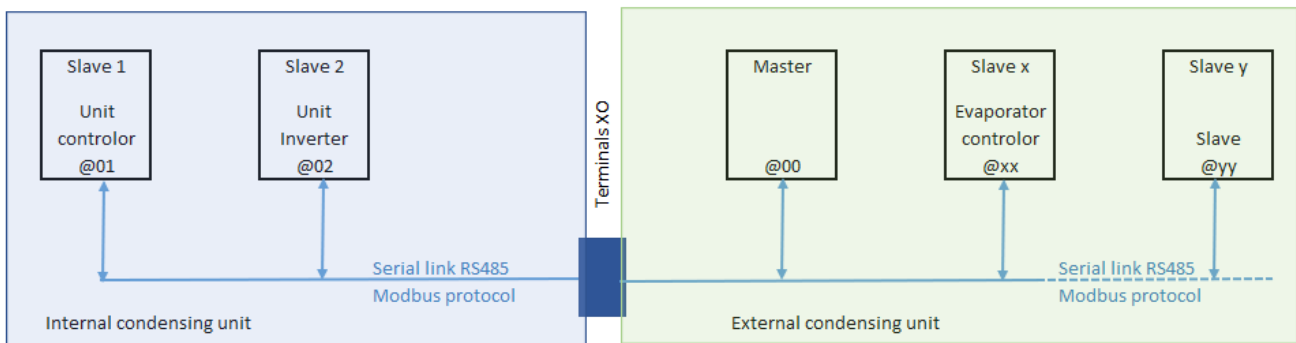 Slave 1
Unit
controlor
@01
Slave 2
Unit
Inverter
@02
Serial link RS485
Modbus protocol
Internal condensing unit
Terminals XO
Master
@00
Slave x
Evaporator
controlor
@xx
Slave y
Slave
@yy
Serial link RS485
Modbus protocol
External condensing unit